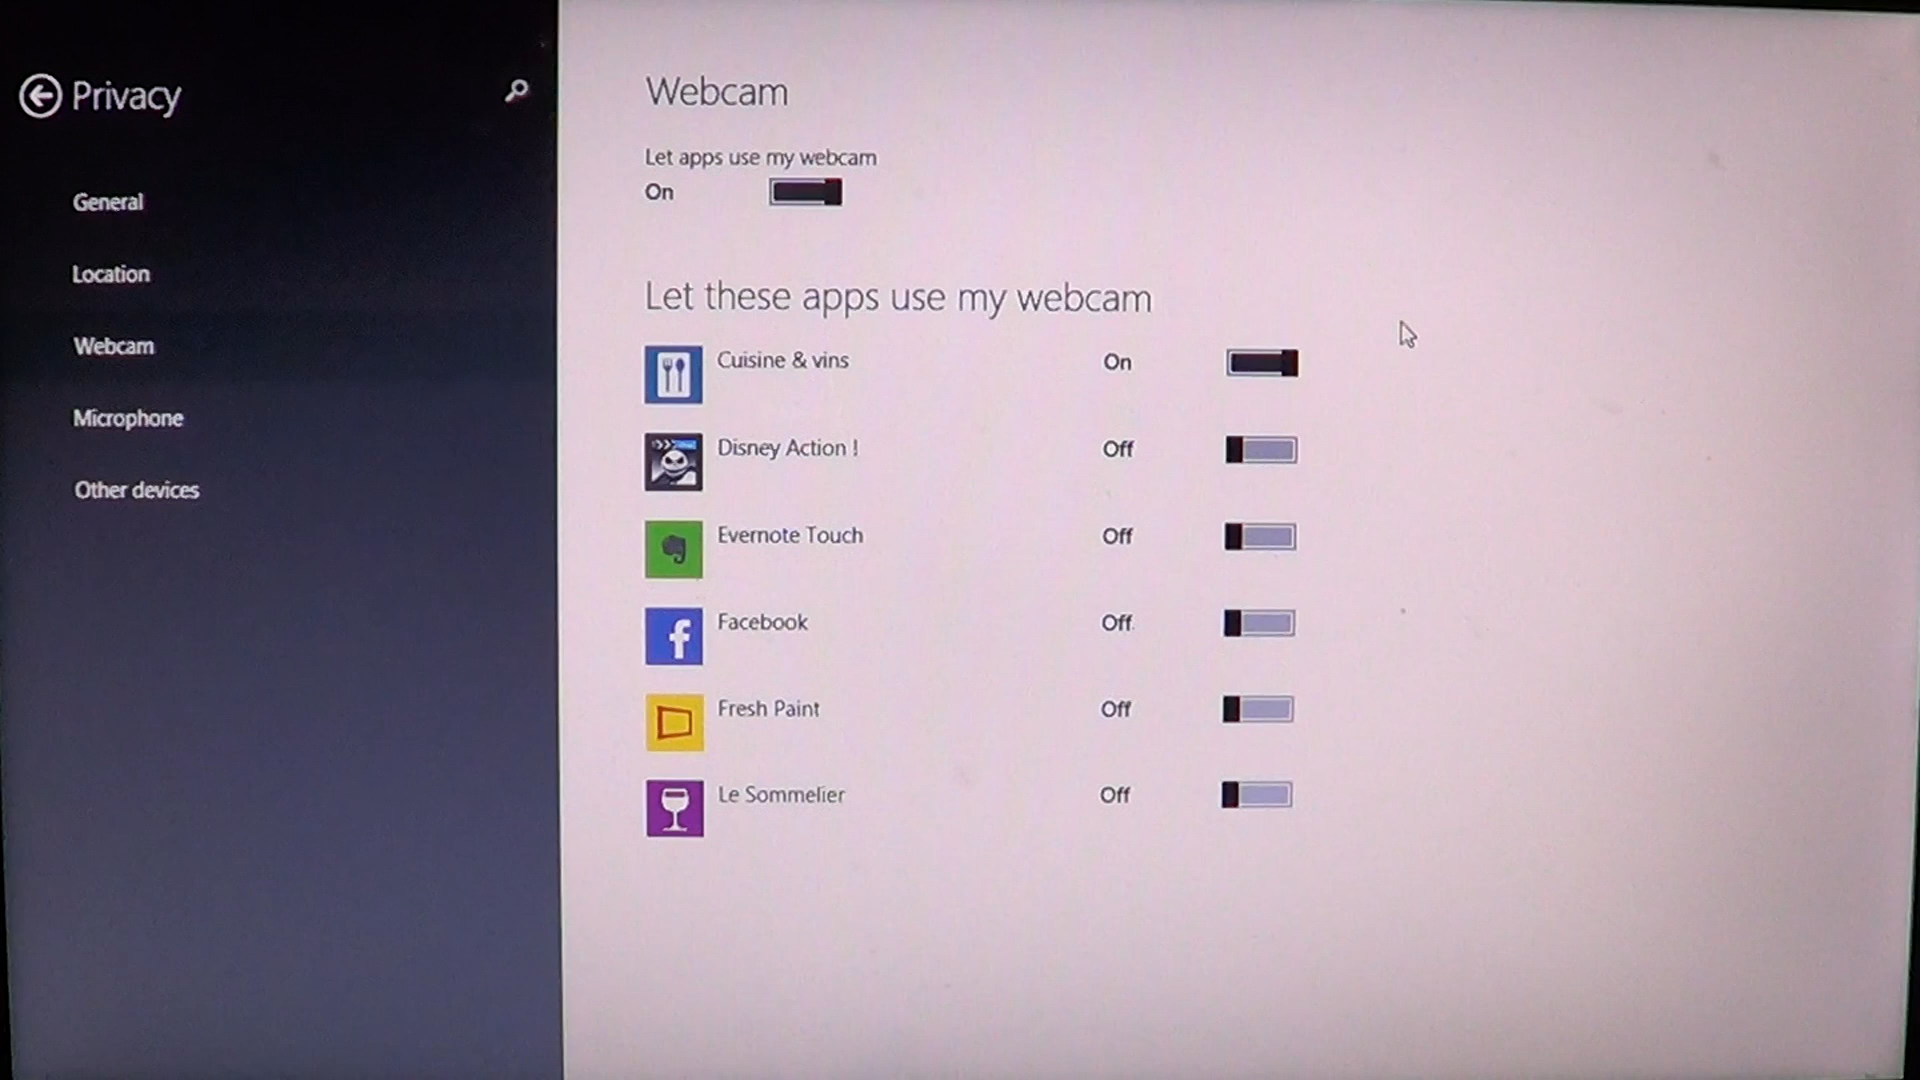 Privacy
General
Location
Webcam
Microphone
Other devices
Webcam
Let apps use my webcam
On
Let these apps use my webcam
Cuisine & vins On
Disney Action ! Off
Evernote Touch Off
f
Facebook Off
Fresh Paint Off
Le Sommelier Off